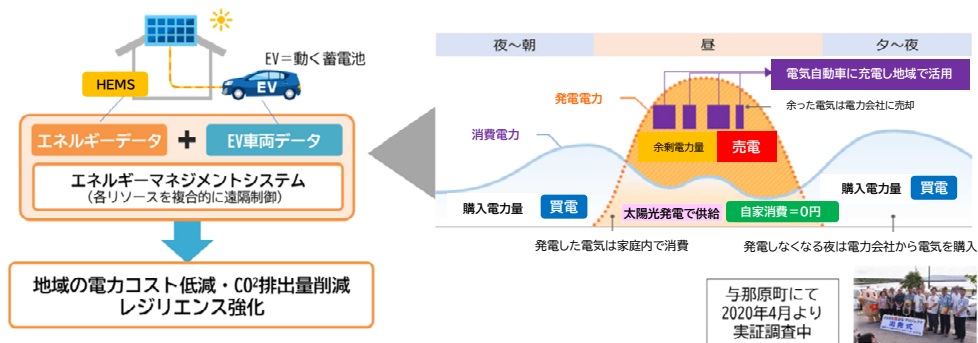 EV=動く蓄電池
HEMS
EV
エネルギーデータ
+
EV車両データ
エネルギーマネジメントシステム
(各リソースを複合的に遠隔制御)
地域の電力コスト低減・CO²排出量削減
レジリエンス強化
夜～朝
昼
夕～夜
電気自動車に充電し地域で活用
発電電力
余った電気は電力会社に売却
消費電力
余剰電力量
売電
購入電力量
買電
太陽光発電で供給
自家消費=0円
購入電力量
買電
発電した電気は家庭内で消費
発電しなくなる夜は電力会社から電気を購入
与那原町にて
2020年4月より
実証調査中
出発式